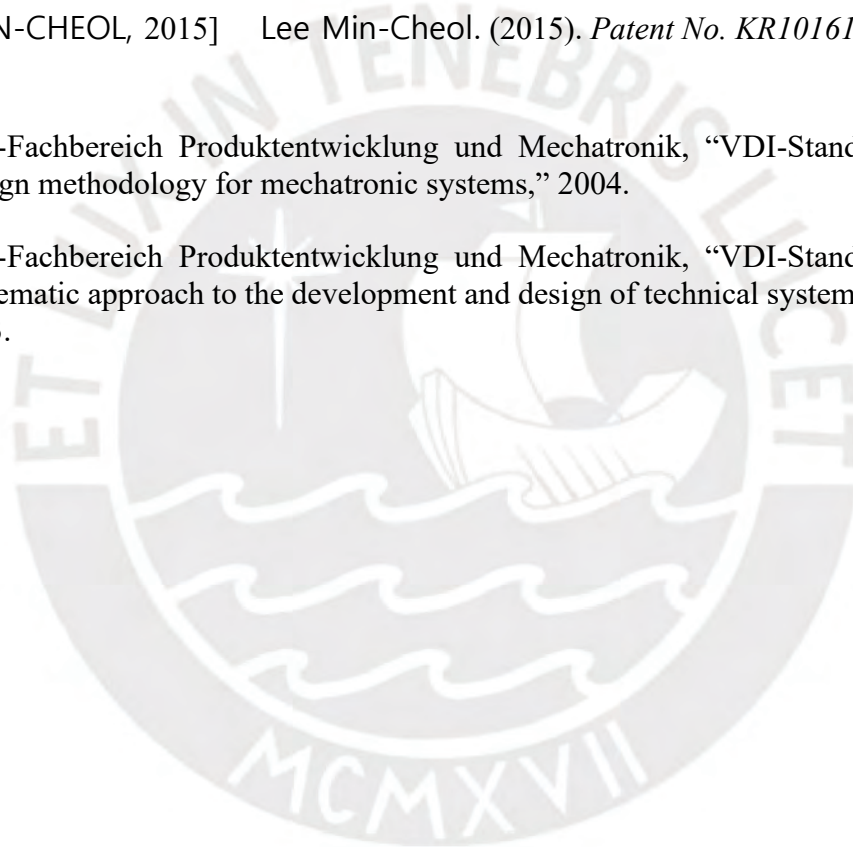 N-CHEOL, 2015] Lee Min-Cheol. (2015). Patent No. KR10161
-Fachbereich Produktentwicklung und Mechatronik, “VDI-Stand
gn methodology for mechatronic systems,” 2004.
-Fachbereich Produktentwicklung und Mechatronik, “VDI-Stand
ematic approach to the development and design of technical system
.
ET LUX IN TENEBRIS LUCET
MCMXVII